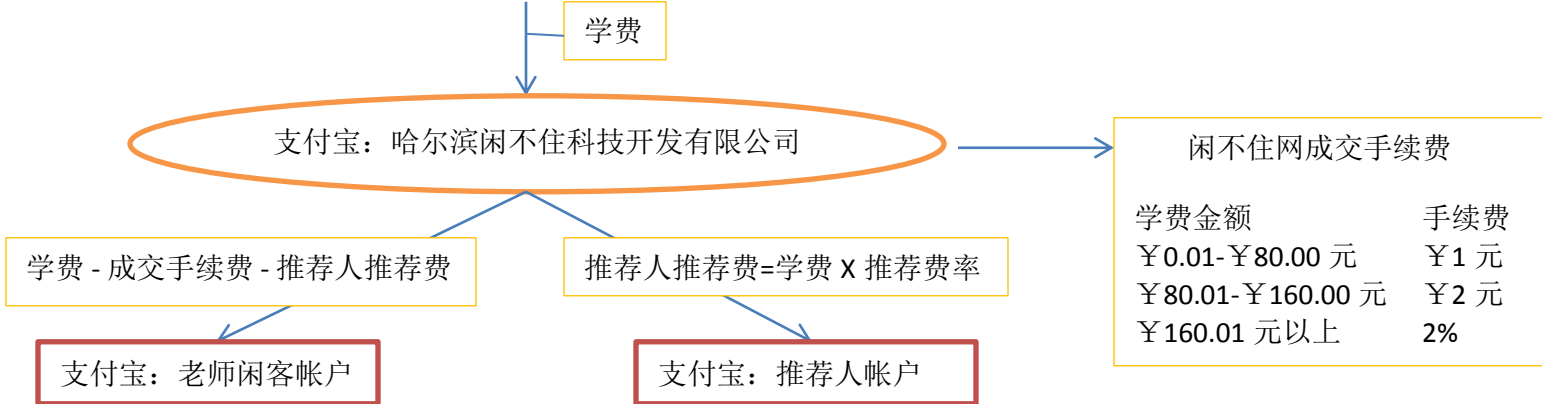 学费
支付宝：哈尔滨闲不住科技开发有限公司
闲不住网成交手续费
学费金额 手续费
￥0.01-￥80.00 元 ￥1 元
￥80.01-￥160.00 元 ￥2 元
￥160.01 元以上 2%
学费 - 成交手续费 - 推荐人推荐费
推荐人推荐费=学费 X 推荐费率
支付宝：老师闲客帐户
支付宝：推荐人帐户